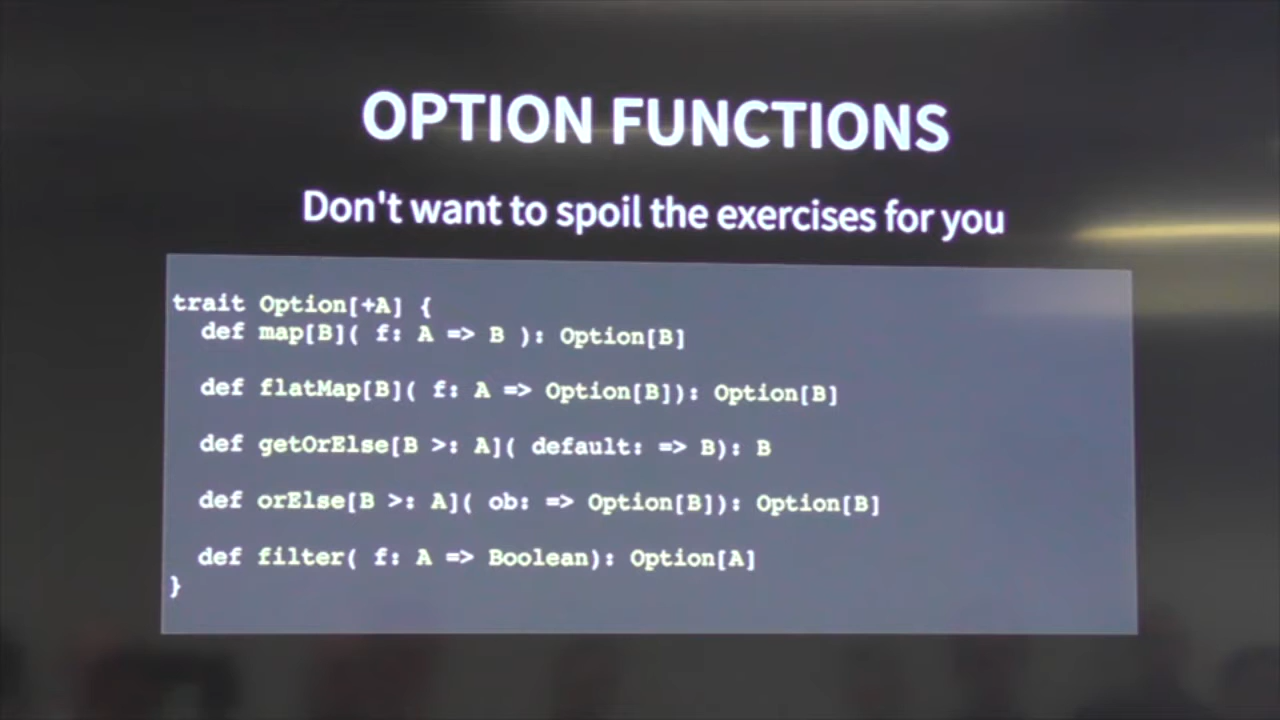 OPTION FUNCTIONS
Don't want to spoil the exercises for you
trait Option[+A] {
def map[B]( f: A => B ): Option[B]
def flatMap[B]( f: A => Option[B]): Option[B]
def getOrElse[B >: A]( default: => B): B
def orElse[B >: A]( ob: => Option[B]): Option[B]
def filter( f: A => Boolean): Option[A]
}